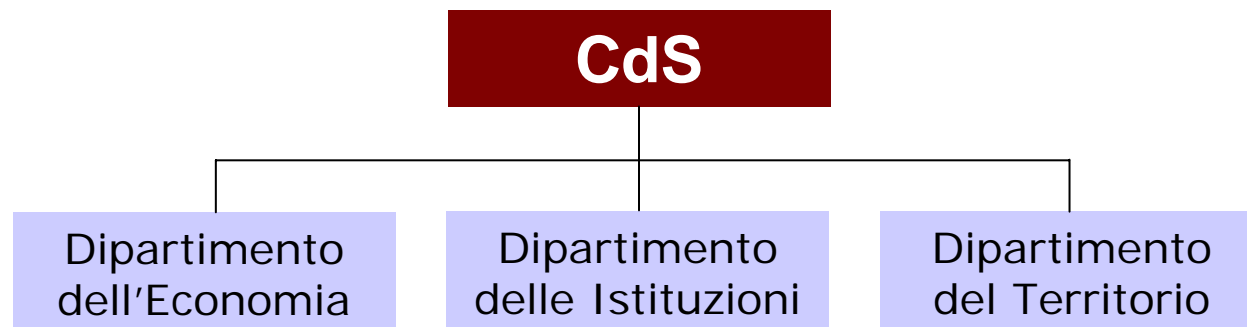 CdS
Dipartimento
dell'Economia
Dipartimento
delle Istituzioni
Dipartimento
del Territorio